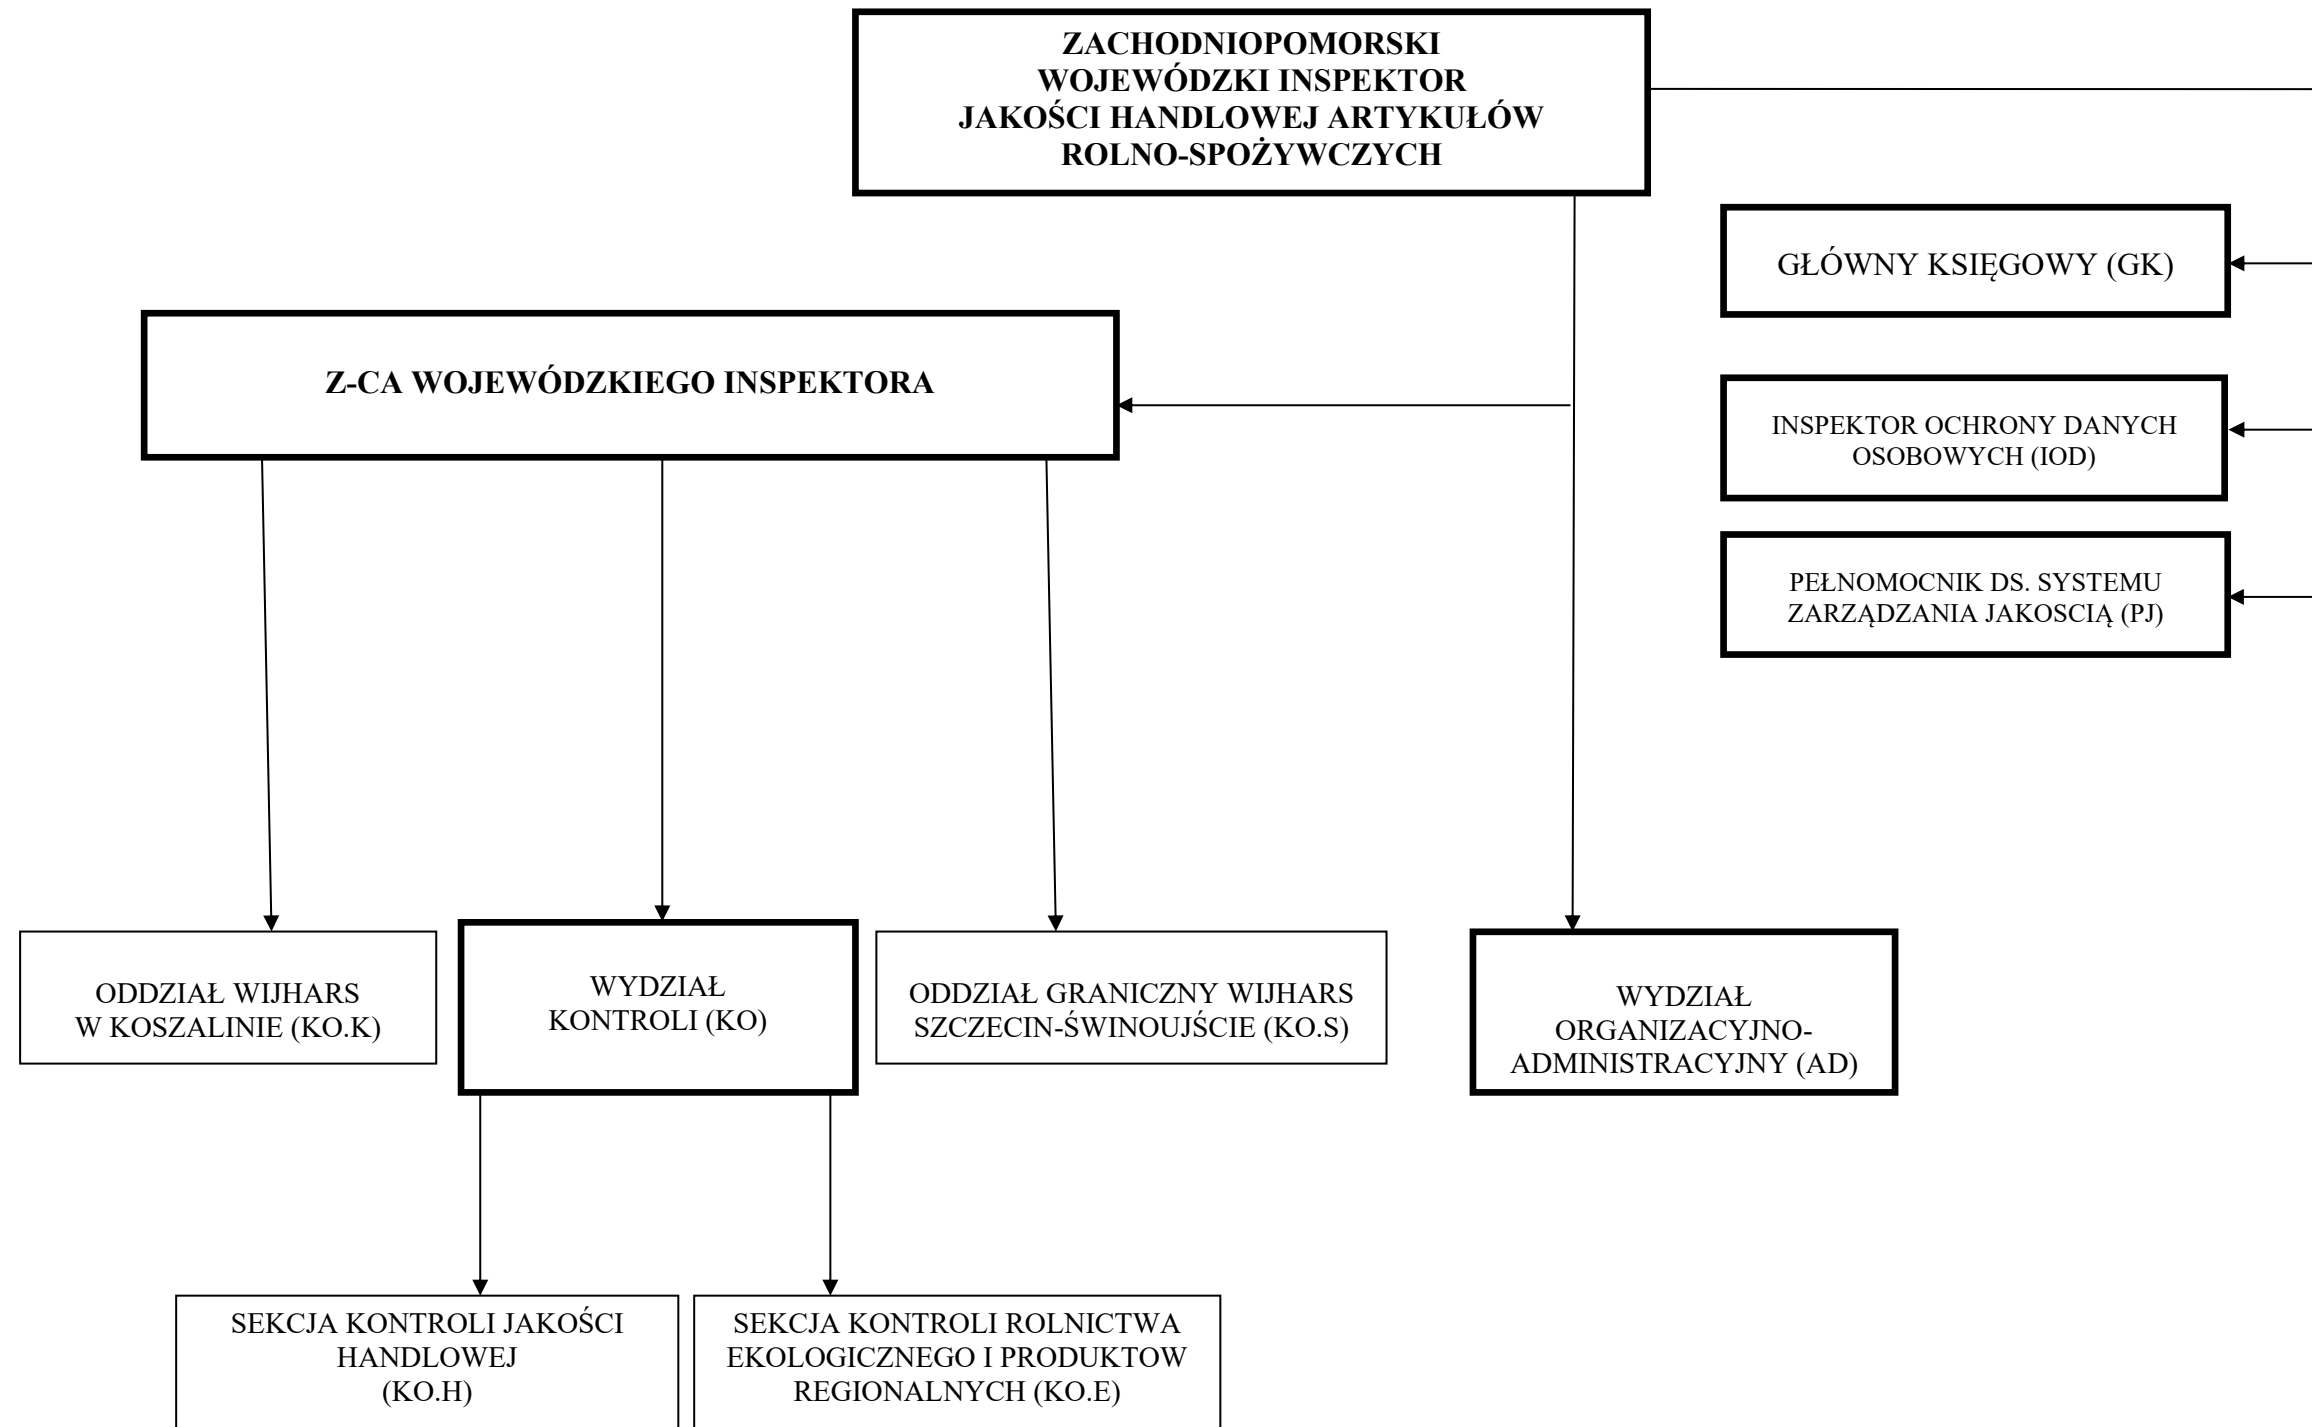 ZACHODNIOPOMORSKI
WOJEWÓDZKI INSPEKTOR
JAKOŚCI HANDLOWEJ ARTYKUŁÓW
ROLNO-SPOŻYWCZYCH
GŁÓWNY KSIĘGOWY (GK)
Z-CA WOJEWÓDZKIEGO INSPEKTORA
INSPEKTOR OCHRONY DANYCH
OSOBOWYCH (IOD)
PEŁNOMOCNIK DS. SYSTEMU
ZARZĄDZANIA JAKOSCIĄ (PJ)
ODDZIAŁ WIJHARS
W KOSZALINIE (KO.K)
WYDZIAŁ
KONTROLI (KO)
ODDZIAŁ GRANICZNY WIJHARS
SZCZECIN-ŚWINOUJŚCIE (KO.S)
WYDZIAŁ
ORGANIZACYJNO-
ADMINISTRACYJNY (AD)
SEKCJA KONTROLI JAKOŚCI
HANDLOWEJ
(KO.H)
SEKCJA KONTROLI ROLNICTWA
EKOLOGICZNEGO I PRODUKTOW
REGIONALNYCH (KO.E)